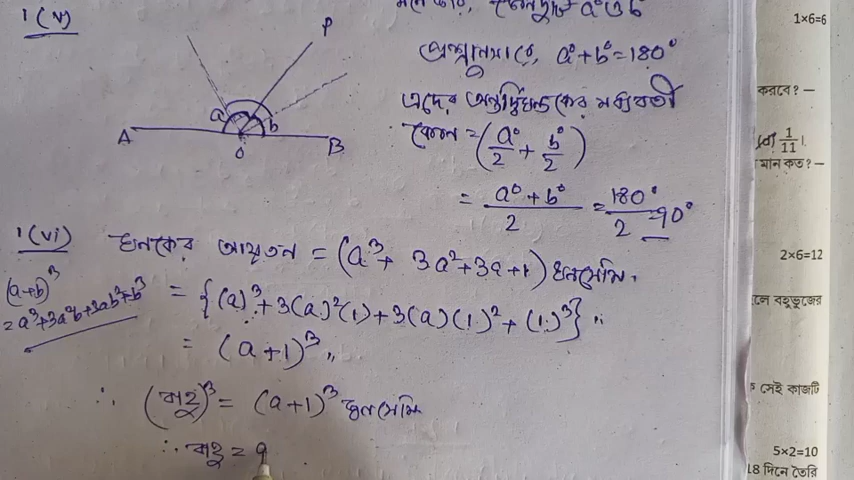 1(v)
P
a b
A O B
মনে করি, কোনদুটি a° ও b°
প্রশ্নানুসারে, a°+b°=180°
এদের অন্তর্দ্বিখন্ডকের মধ্যবর্তী
কোন = (a°/2 + b°/2)
= (a°+b°)/2 = 180°/2 = 90°
1(vi) ঘনকের আয়তন = (a³+ 3a²+3a+1) ঘনসেমি.
(a+b)³
= a³+3a²b+3ab²+b³
= {(a)³+3(a)²(1)+3(a)(1)²+(1)³} ,,
= (a+1)³ ,,
∴ (বাহু)³ = (a+1)³ ঘনসেমি
∴ বাহু = a
1×6=6
করবে? —
1/11 ।
মান কত? —
2×6=12
লে বহুভুজের
সেই কাজটি
5×2=10
18 দিনে তৈরি